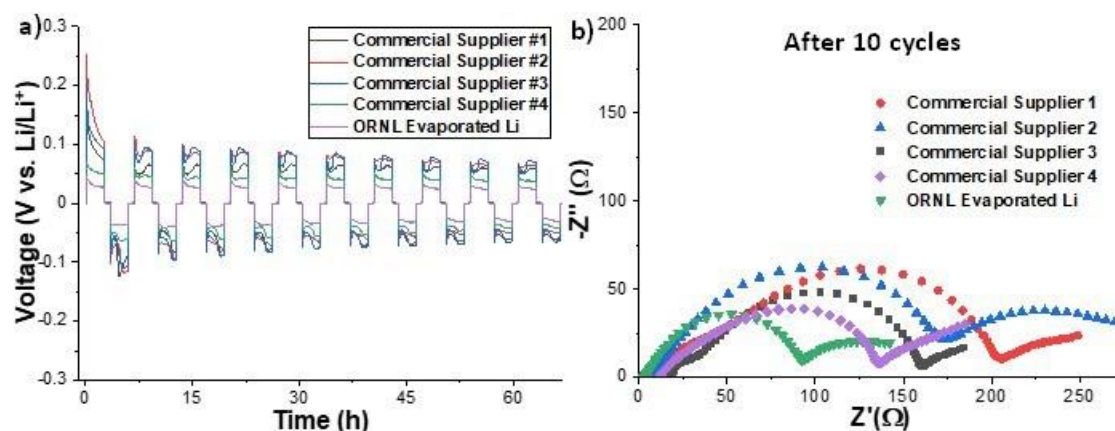 a)
0.3
0.2
0.1
0
-0.1
-0.2
-0.3
Voltage (V vs. Li/Li⁺)
Commercial Supplier #1
Commercial Supplier #2
Commercial Supplier #3
Commercial Supplier #4
ORNL Evaporated Li
0 15 30 45 60
Time (h)
b)
200
150
100
50
0
-Z'' (Ω)
After 10 cycles
Commercial Supplier 1
Commercial Supplier 2
Commercial Supplier 3
Commercial Supplier 4
ORNL Evaporated Li
0 50 100 150 200 250
Z'(Ω)